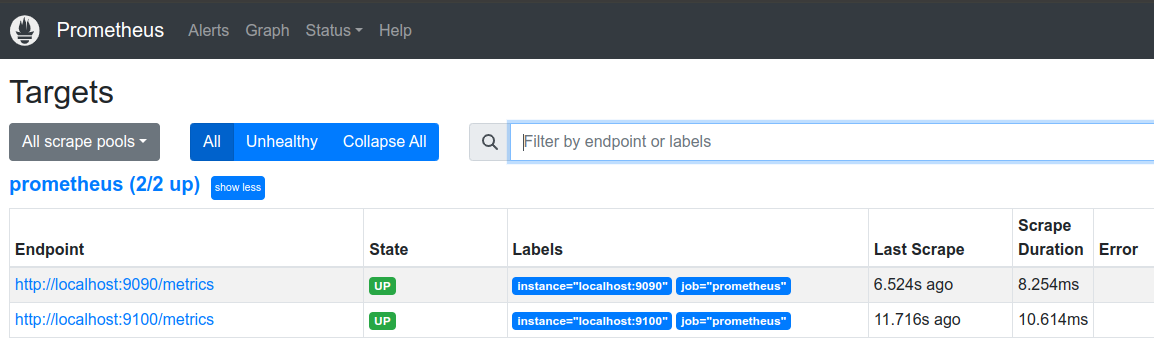 Prometheus Alerts Graph Status Help
Targets
All scrape pools All Unhealthy Collapse All Filter by endpoint or labels
prometheus (2/2 up) show less
Endpoint State Labels Last Scrape Scrape Duration Error
http://localhost:9090/metrics UP instance="localhost:9090" job="prometheus" 6.524s ago 8.254ms
http://localhost:9100/metrics UP instance="localhost:9100" job="prometheus" 11.716s ago 10.614ms